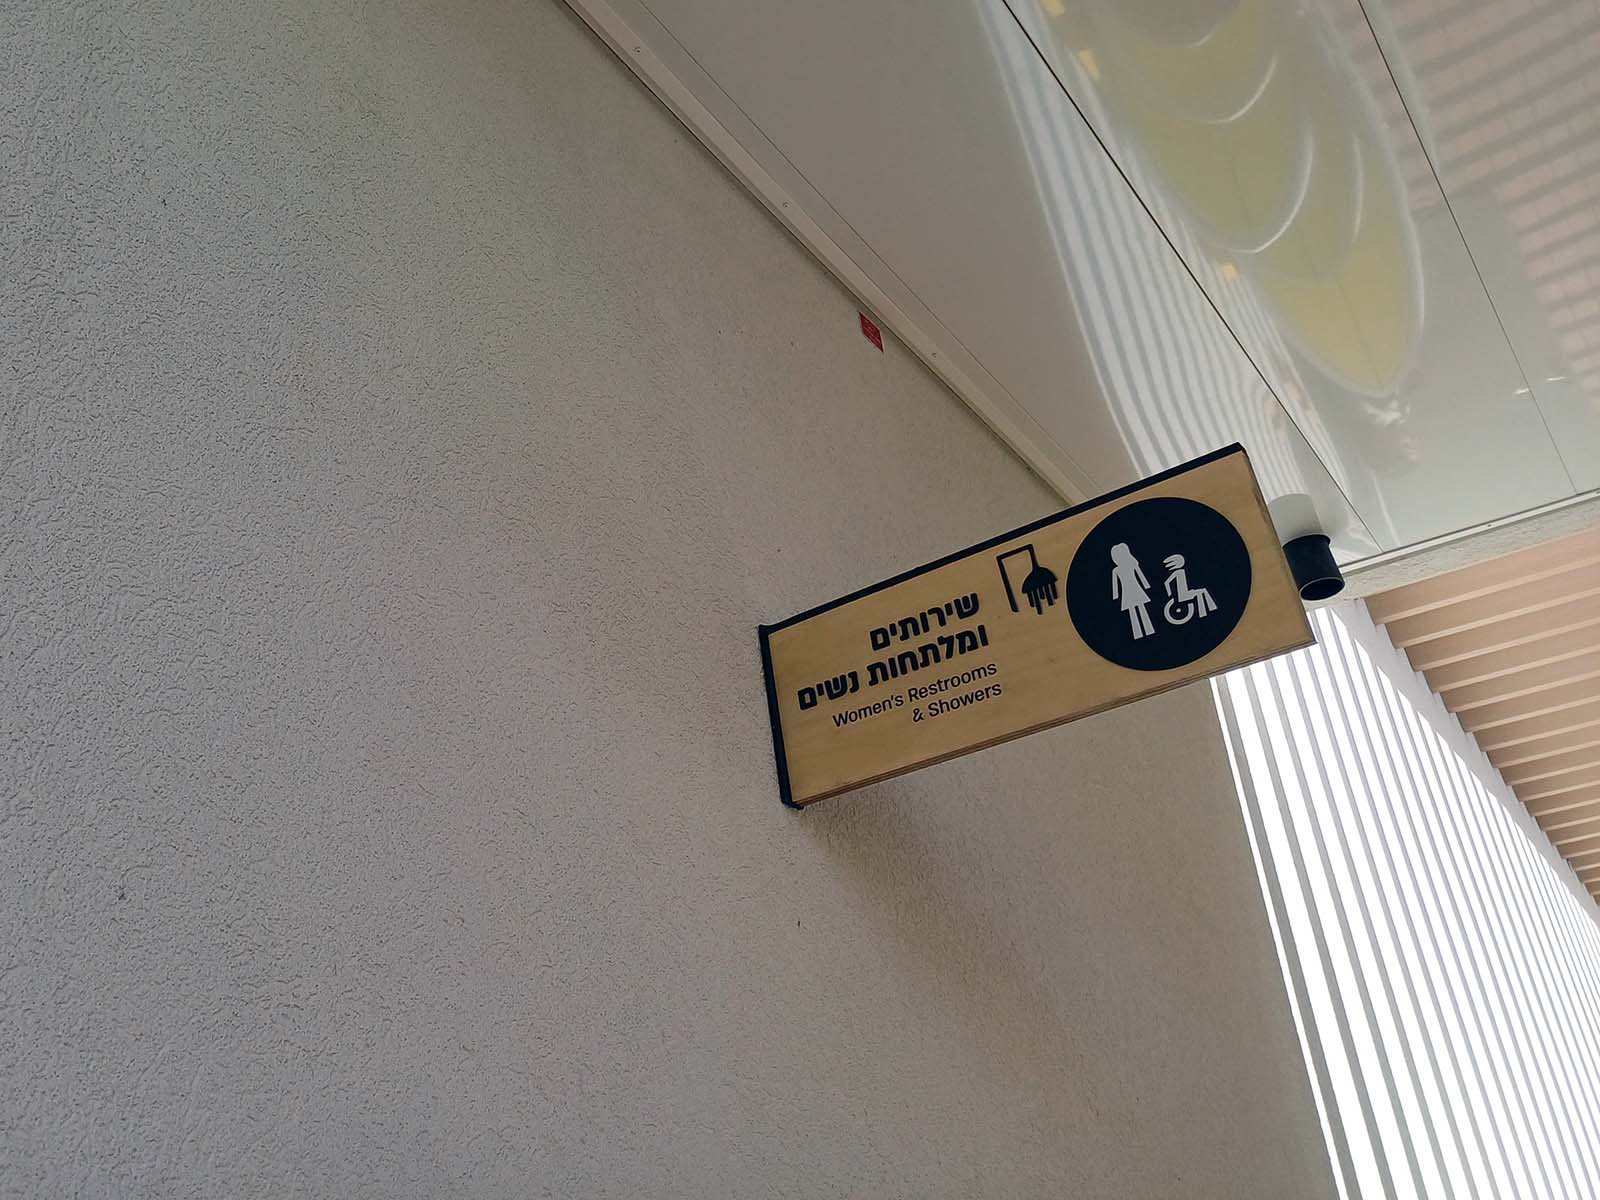 שירותים
ומלתחות נשים
Women's Restrooms
& Showers